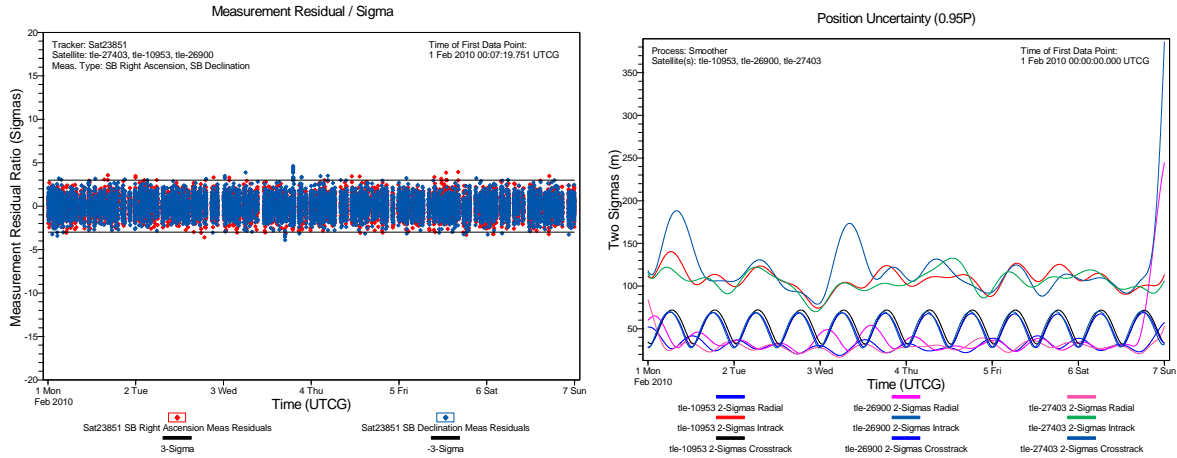 Measurement Residual / Sigma
Tracker: Sat23851
Satellite: tle-27403, tle-10953, tle-26900
Meas. Type: SB Right Ascension, SB Declination
Time of First Data Point:
1 Feb 2010 00:07:19.751 UTCG
Measurement Residual Ratio (Sigmas)
20
15
10
5
0
-5
-10
-15
-20
1 Mon
Feb 2010
2 Tue
3 Wed
4 Thu
5 Fri
6 Sat
7 Sun
Time (UTCG)
Sat23851 SB Right Ascension Meas Residuals
Sat23851 SB Declination Meas Residuals
3-Sigma
-3-Sigma
Position Uncertainty (0.95P)
Process: Smoother
Satellite(s): tle-10953, tle-26900, tle-27403
Time of First Data Point:
1 Feb 2010 00:00:00.000 UTCG
Two Sigmas (m)
350
300
250
200
150
100
50
1 Mon
Feb 2010
2 Tue
3 Wed
4 Thu
5 Fri
6 Sat
7 Sun
Time (UTCG)
tle-10953 2-Sigmas Radial
tle-26900 2-Sigmas Radial
tle-27403 2-Sigmas Radial
tle-10953 2-Sigmas Intrack
tle-26900 2-Sigmas Intrack
tle-27403 2-Sigmas Intrack
tle-10953 2-Sigmas Crosstrack
tle-26900 2-Sigmas Crosstrack
tle-27403 2-Sigmas Crosstrack